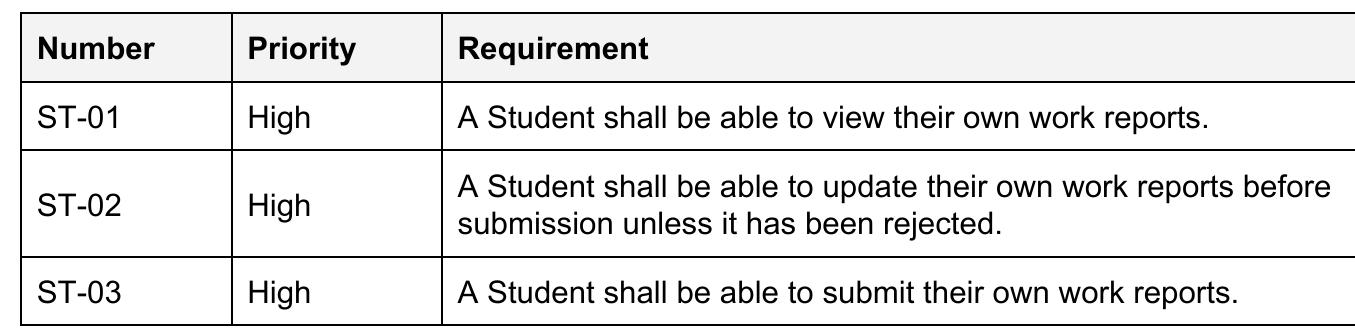 Number Priority Requirement
ST-01 High A Student shall be able to view their own work reports.
ST-02 High A Student shall be able to update their own work reports before
submission unless it has been rejected.
ST-03 High A Student shall be able to submit their own work reports.